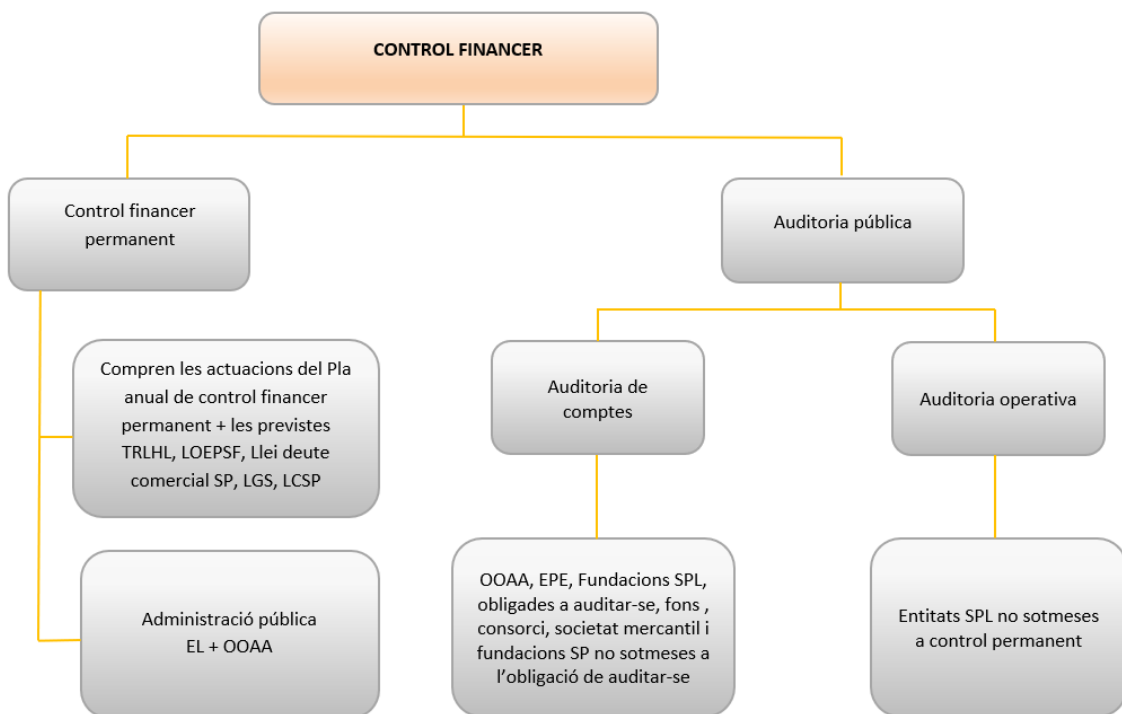 CONTROL FINANCER
Control financer
permanent
Auditoria pública
Compren les actuacions del Pla
anual de control financer
permanent + les previstes
TRLHL, LOEPSF, Llei deute
comercial SP, LGS, LCSP
Auditoria de
comptes
Auditoria operativa
Administració pública
EL + OOAA
OOAA, EPE, Fundacions SPL,
obligades a auditar-se, fons ,
consorci, societat mercantil i
fundacions SP no sotmeses a
l’obligació de auditar-se
Entitats SPL no sotmeses
a control permanent